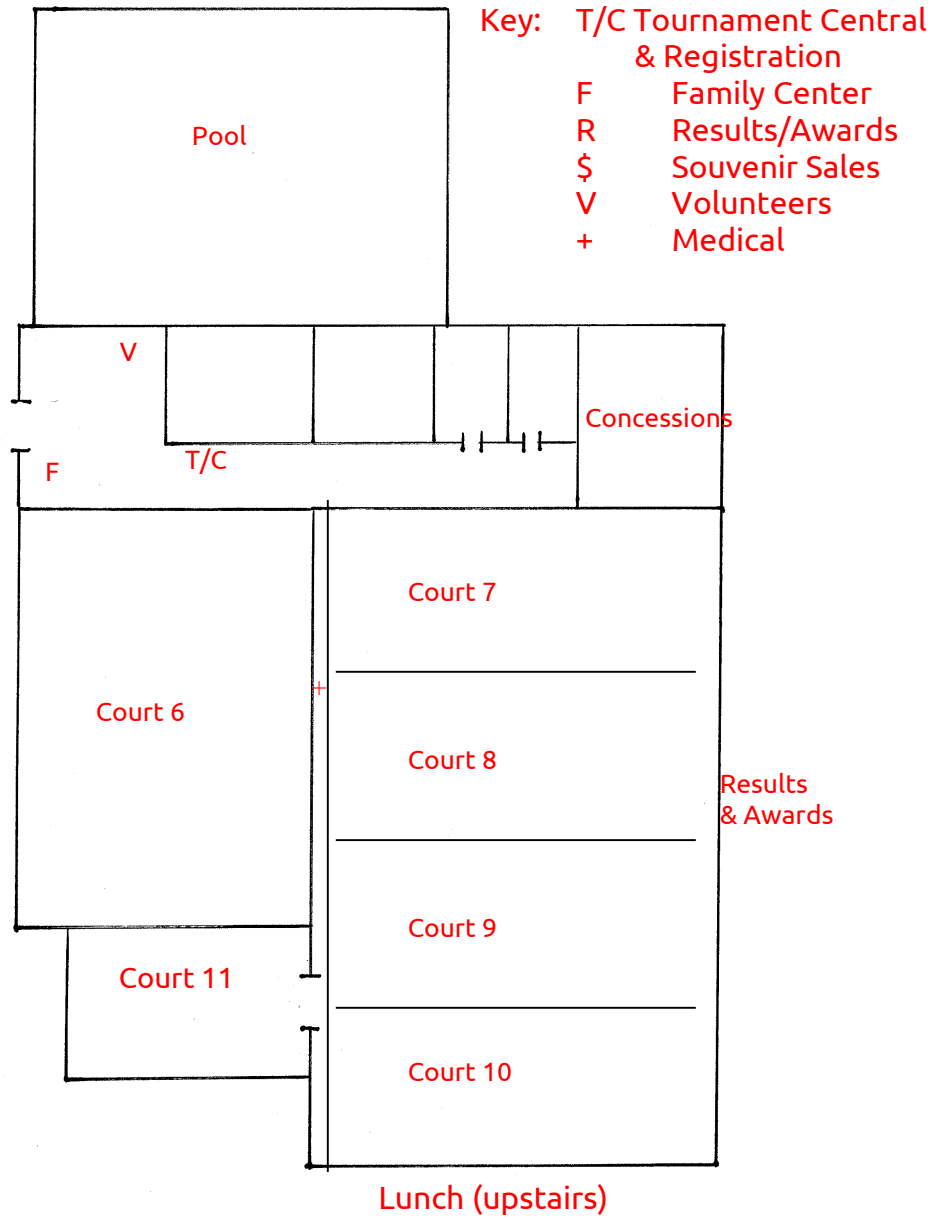 Key: T/C Tournament Central
& Registration
F Family Center
R Results/Awards
$ Souvenir Sales
V Volunteers
+ Medical
Pool
V
Concessions
T/C
F
Court 7
+
Court 6
Court 8
Results
& Awards
Court 9
Court 11
Court 10
Lunch (upstairs)